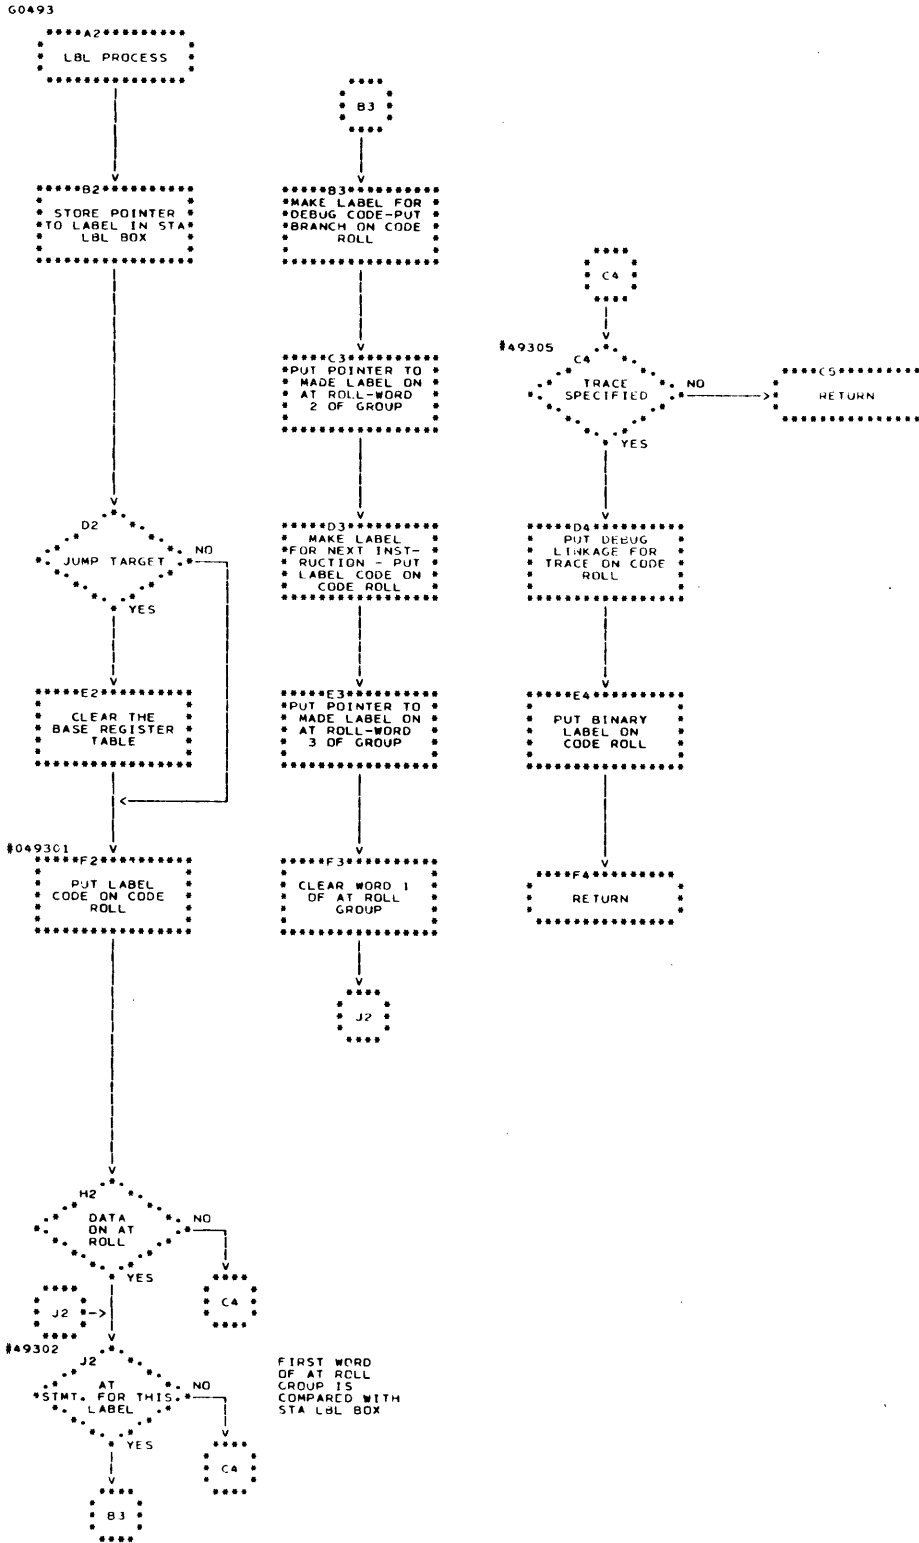 G0493
A2
LBL PROCESS
B2
STORE POINTER
TO LABEL IN STA
LBL BOX
D2
JUMP TARGET
NO
YES
E2
CLEAR THE
BASE REGISTER
TABLE
#049301
F2
PUT LABEL
CODE ON CODE
ROLL
H2
DATA
ON AT
ROLL
NO
YES
C4
J2
#49302
J2
AT
STMT. FOR THIS
LABEL
NO
YES
C4
B3
FIRST WORD
OF AT ROLL
GROUP IS
COMPARED WITH
STA LBL BOX
B3
B3
MAKE LABEL FOR
DEBUG CODE-PUT
BRANCH ON CODE
ROLL
C3
PUT POINTER TO
MADE LABEL ON
AT ROLL-WORD
2 OF GROUP
D3
MAKE LABEL
FOR NEXT INST-
RUCTION - PUT
LABEL CODE ON
CODE ROLL
E3
PUT POINTER TO
MADE LABEL ON
AT ROLL-WORD
3 OF GROUP
F3
CLEAR WORD 1
OF AT ROLL
GROUP
J2
C4
#49305
C4
TRACE
SPECIFIED
NO
YES
C5
RETURN
D4
PUT DEBUG
LINKAGE FOR
TRACE ON CODE
ROLL
E4
PUT BINARY
LABEL ON
CODE ROLL
F4
RETURN